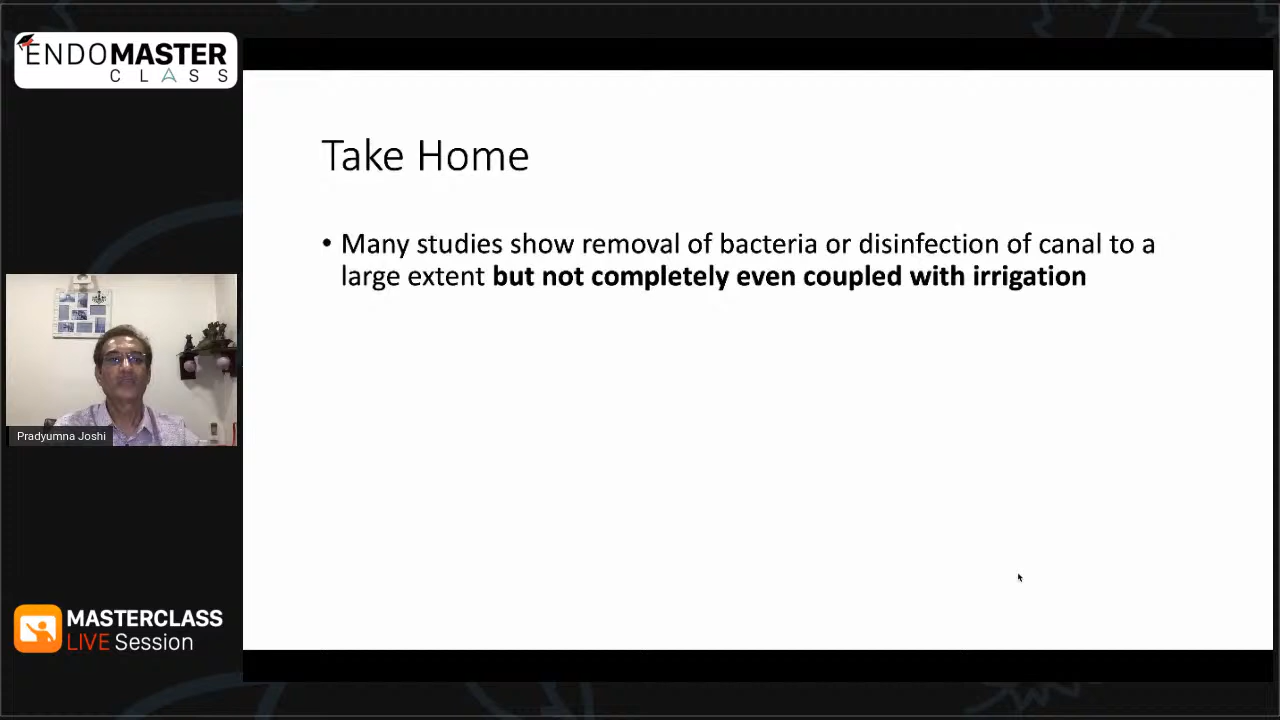 ENDOMASTER
CLASS
Take Home
• Many studies show removal of bacteria or disinfection of canal to a
large extent but not completely even coupled with irrigation
Pradyumna Joshi
MASTERCLASS
LIVE Session